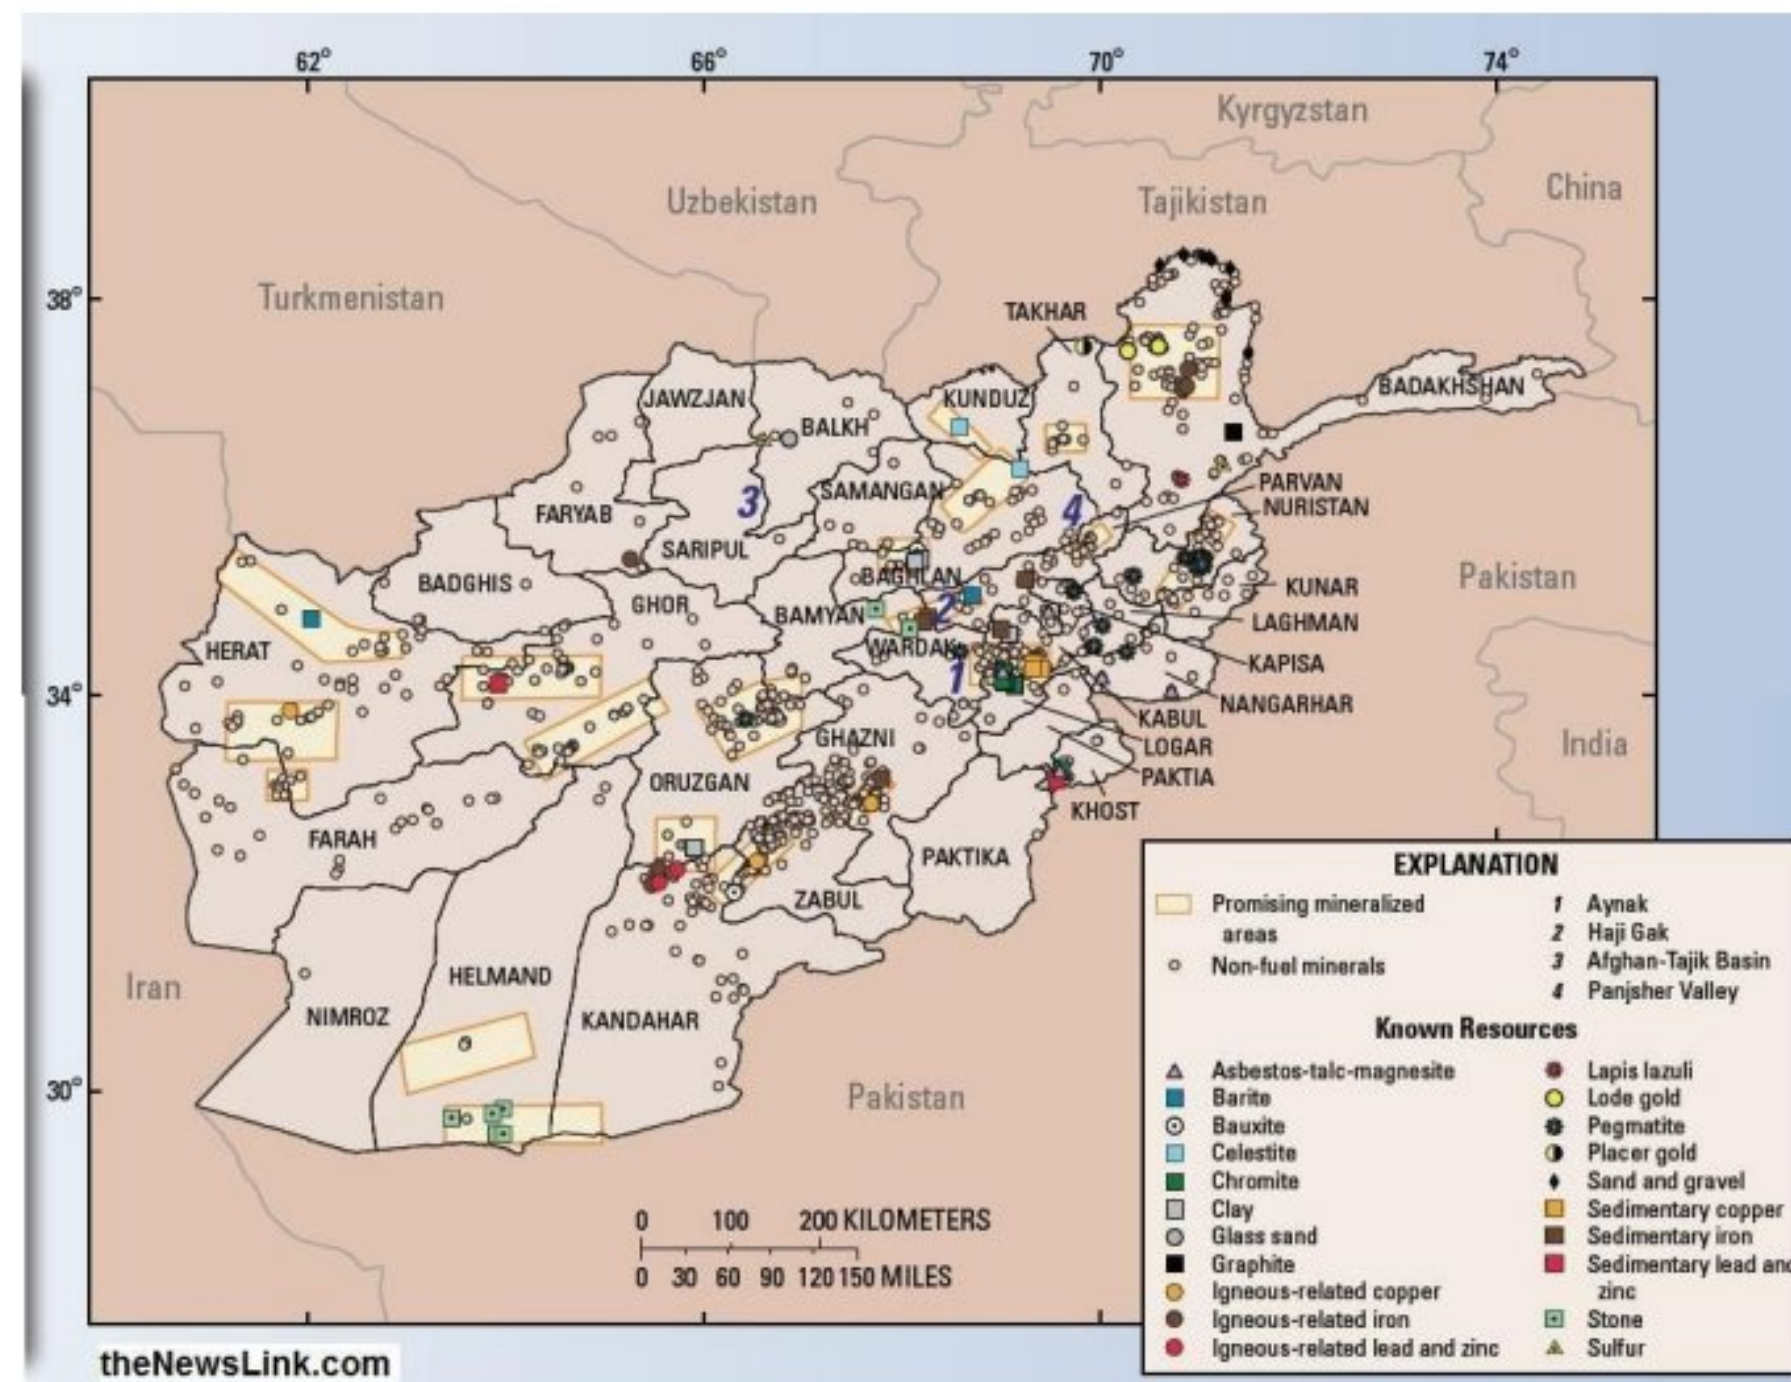 62° 66° 70° 74°
Kyrgyzstan
China
Uzbekistan
Tajikistan
Turkmenistan
38°
TAKHAR
BADAKHSHAN
JAWZJAN
KUNDUZ
BALKH
PARVAN
SAMANGAN
NURISTAN
3
4
FARYAB
SARIPUL
Pakistan
BADGHIS
BAGHLAN
KUNAR
GHOR
BAMYAN
2
LAGHMAN
HERAT
WARDAK
KAPISA
1
34°
NANGARHAR
KABUL
GHAZNI
LOGAR
India
ORUZGAN
PAKTIA
KHOST
FARAH
PAKTIKA
ZABUL
HELMAND
Iran
NIMROZ
KANDAHAR
30°
Pakistan
0 100 200 KILOMETERS
0 30 60 90 120 150 MILES
EXPLANATION
Promising mineralized
areas
Non-fuel minerals
1 Aynak
2 Haji Gak
3 Afghan-Tajik Basin
4 Panjsher Valley
Known Resources
Asbestos-talc-magnesite
Barite
Bauxite
Celestite
Chromite
Clay
Glass sand
Graphite
Igneous-related copper
Igneous-related iron
Igneous-related lead and zinc
Lapis lazuli
Lode gold
Pegmatite
Placer gold
Sand and gravel
Sedimentary copper
Sedimentary iron
Sedimentary lead and
zinc
Stone
Sulfur
theNewsLink.com